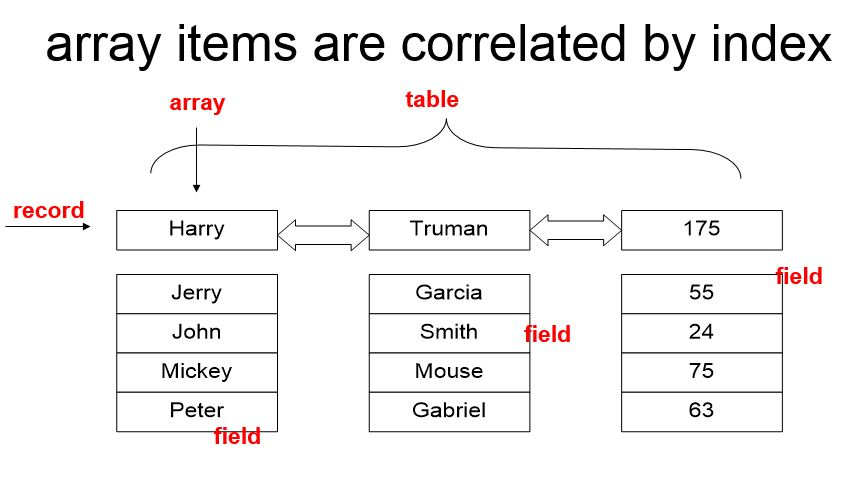 array items are correlated by index
array
table
record
Harry Truman 175
field
Jerry Garcia 55
John Smith 24
field
Mickey Mouse 75
Peter Gabriel 63
field